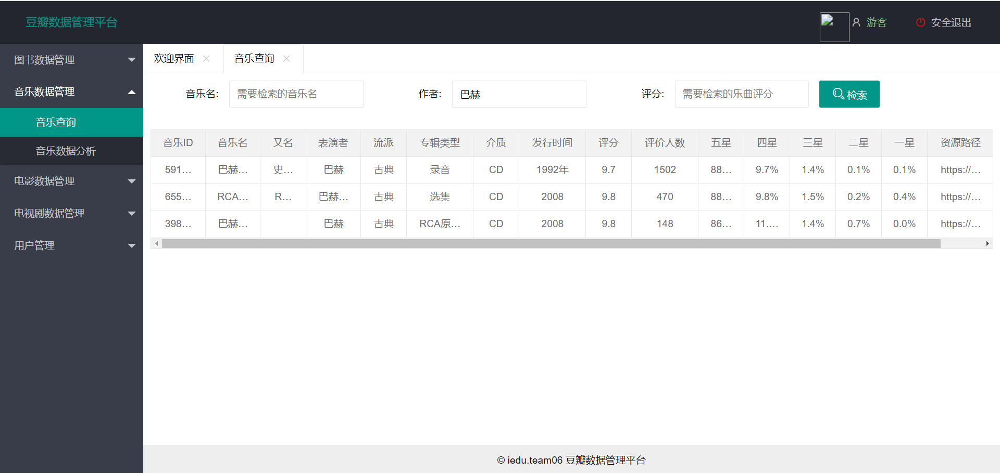 豆瓣数据管理平台
游客
安全退出
图书数据管理
音乐数据管理
音乐查询
音乐数据分析
电影数据管理
电视剧数据管理
用户管理
欢迎界面
音乐查询
音乐名: 需要检索的音乐名 作者: 巴赫 评分: 需要检索的乐曲评分 检索
音乐ID 音乐名 又名 表演者 流派 专辑类型 介质 发行时间 评分 评价人数 五星 四星 三星 二星 一星 资源路径
591... 巴赫... 史... 巴赫 古典 录音 CD 1992年 9.7 1502 88... 9.7% 1.4% 0.1% 0.1% https://...
655... RCA... R... 巴赫... 古典 选集 CD 2008 9.8 470 88... 9.8% 1.5% 0.2% 0.4% https://...
398... 巴赫... 巴赫 古典 RCA原... CD 2008 9.8 148 86... 11.... 1.4% 0.7% 0.0% https://...
© iedu.team06 豆瓣数据管理平台